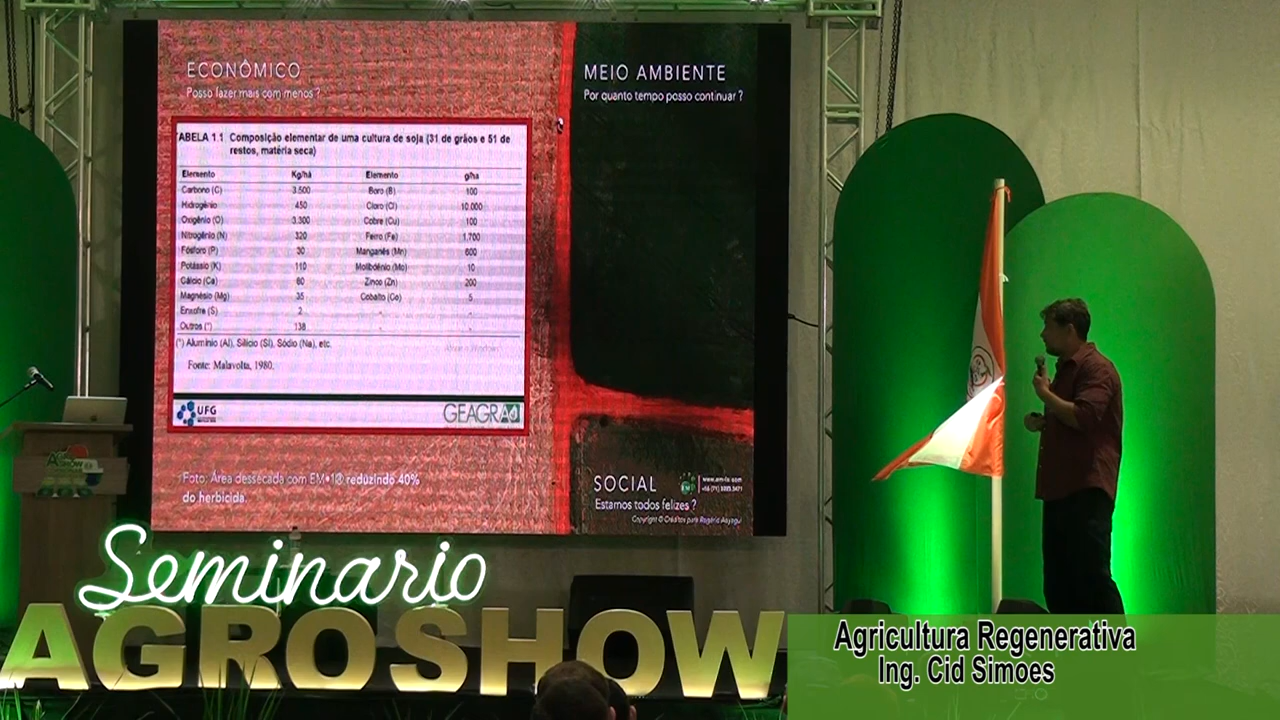 ECONÔMICO
Posso fazer mais com menos ?
MEIO AMBIENTE
Por quanto tempo posso continuar ?
TABELA 1.1 Composição elementar de uma cultura de soja (31 de grãos e 51 de
restos, matéria seca)
Elemento Kg/há Elemento g/ha
Carbono (C) 3.500 Boro (B) 100
Hidrogênio 450 Cloro (Cl) 10.000
Oxigênio (O) 3.300 Cobre (Cu) 100
Nitrogênio (N) 320 Ferro (Fe) 1.700
Fósforo (P) 30 Manganês (Mn) 600
Potássio (K) 110 Molibdênio (Mo) 10
Cálcio (Ca) 80 Zinco (Zn) 200
Magnésio (Mg) 35 Cobalto (Co) 5
Enxofre (S) 2 - -
Outros (*) 138 - -
(*) Alumínio (Al), Silício (Si), Sódio (Na), etc.
Fonte: Malavolta, 1980.
UFG
GEAGRA
Foto: Área dessecada com EM•1® reduzindo 40%
do herbicida.
SOCIAL
Estamos todos felizes ?
AGROSHOW
Seminario
AGROSHOW
Agricultura Regenerativa
Ing. Cid Simoes